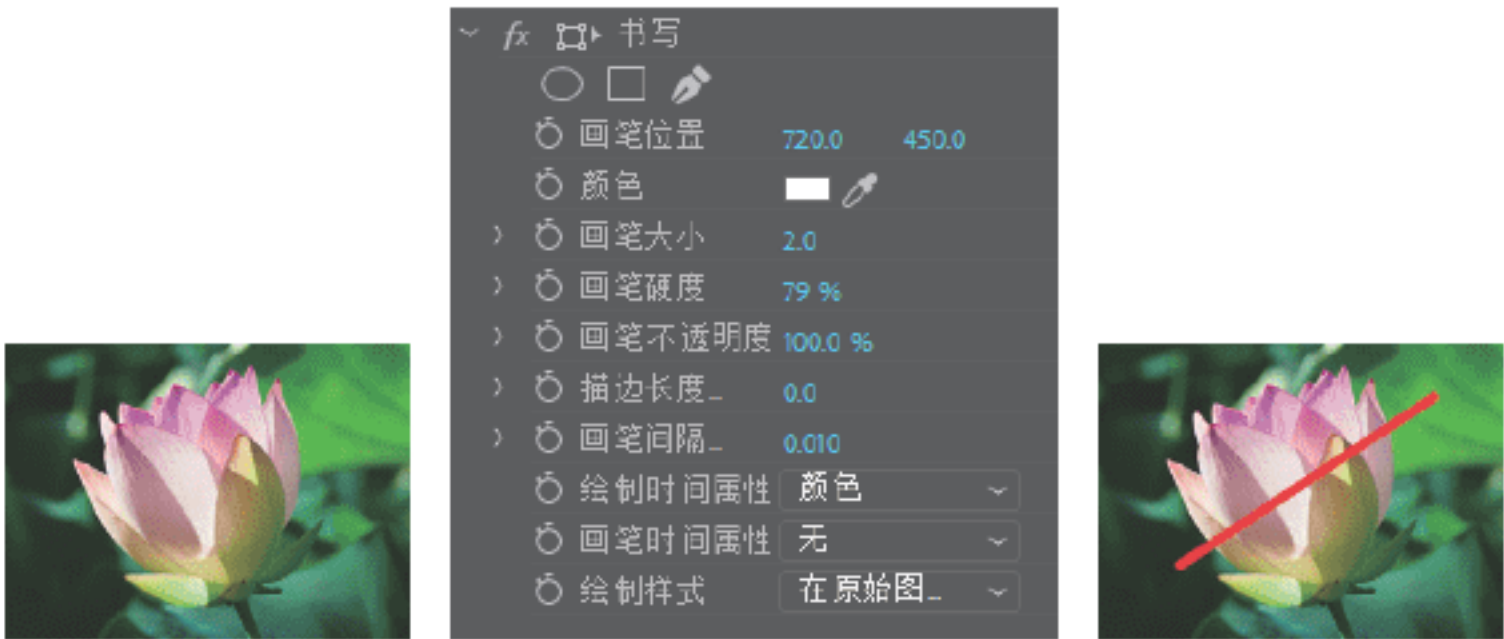 fx 书写
画笔位置 720.0 450.0
颜色
画笔大小 2.0
画笔硬度 79 %
画笔不透明度 100.0 %
描边长度... 0.0
画笔间隔... 0.010
绘制时间属性 颜色
画笔时间属性 无
绘制样式 在原始图...